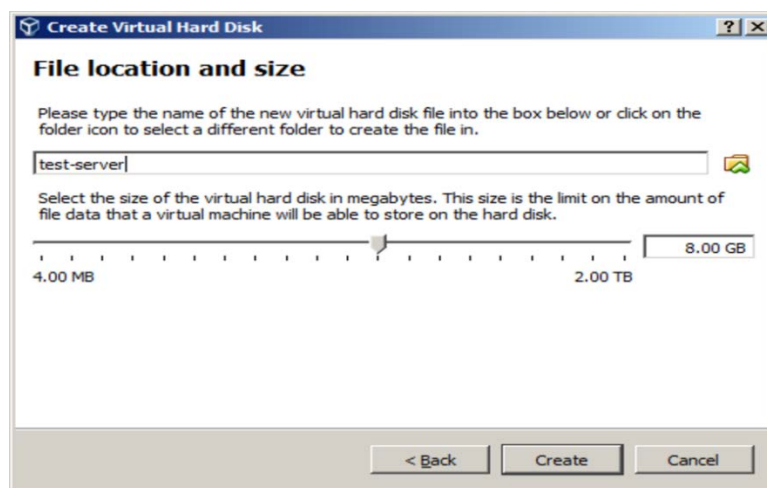 Create Virtual Hard Disk
File location and size
Please type the name of the new virtual hard disk file into the box below or click on the
folder icon to select a different folder to create the file in.
test-server
Select the size of the virtual hard disk in megabytes. This size is the limit on the amount of
file data that a virtual machine will be able to store on the hard disk.
8.00 GB
4.00 MB 2.00 TB
< Back Create Cancel